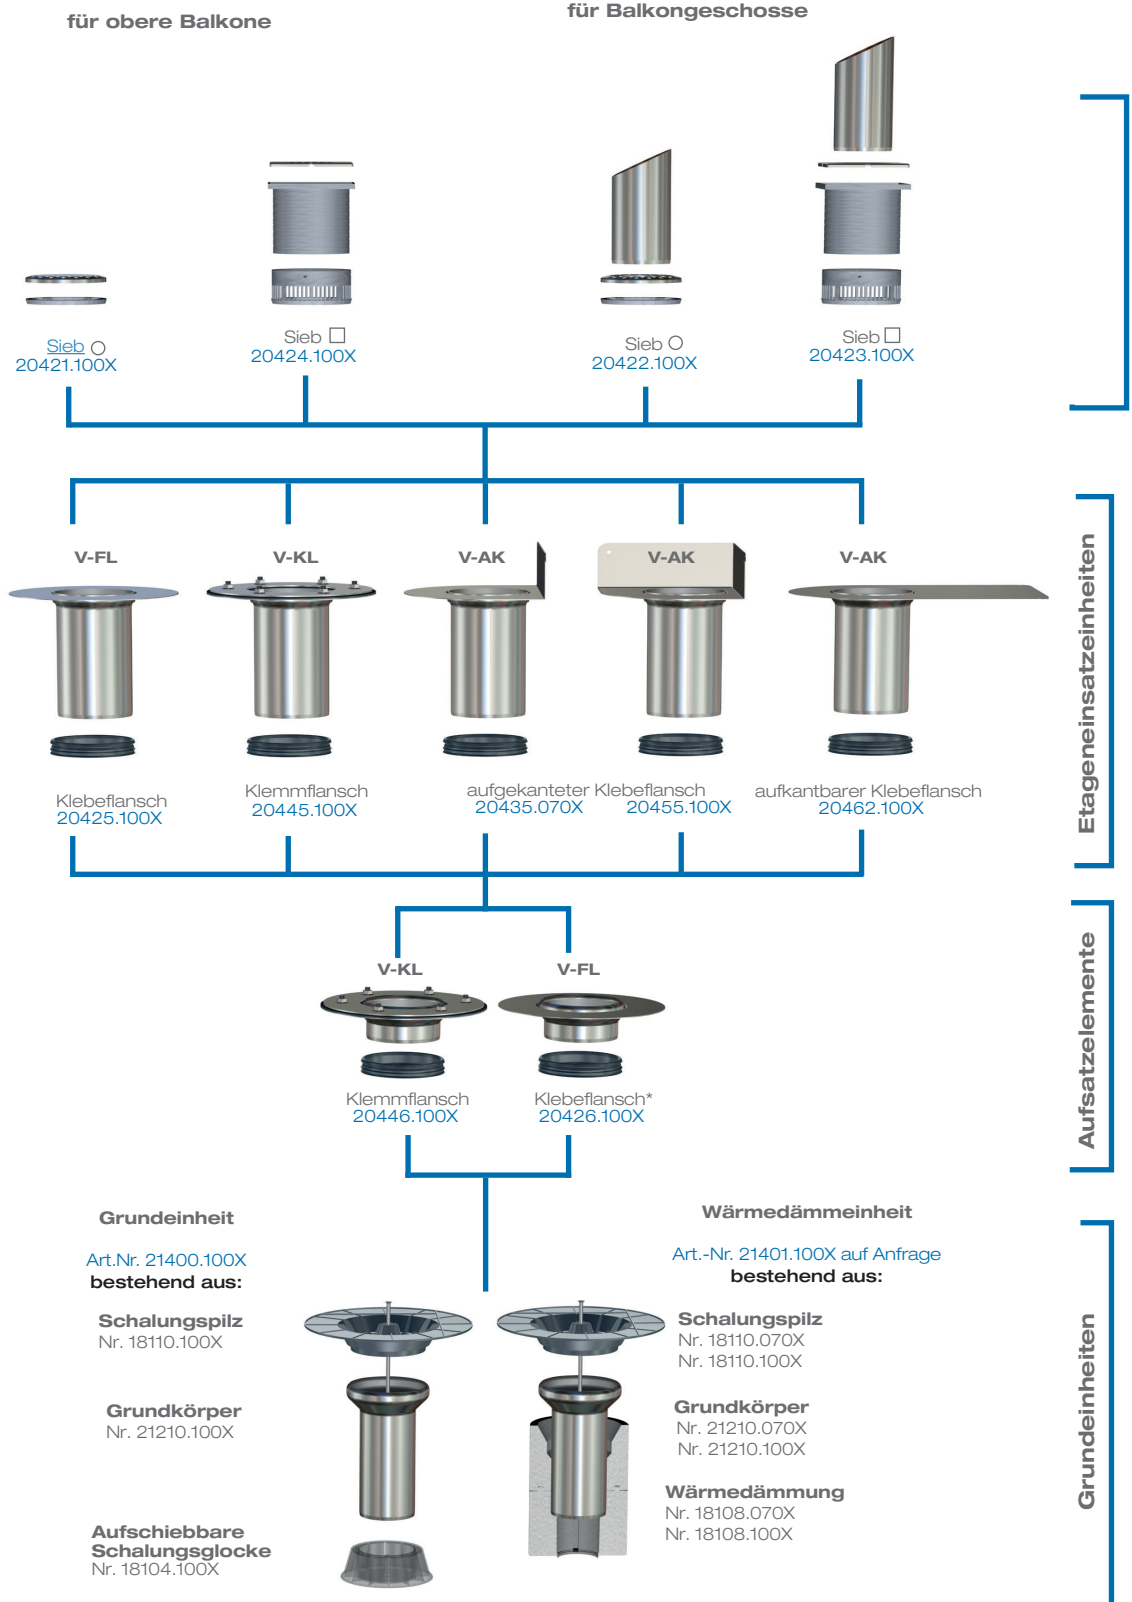 für obere Balkone
für Balkongeschosse
Sieb
20421.100X
Sieb
20424.100X
Sieb
20422.100X
Sieb
20423.100X
V-FL
V-KL
V-AK
V-AK
V-AK
Klebeflansch
20425.100X
Klemmflansch
20445.100X
aufgekanteter Klebeflansch
20435.070X
20455.100X
aufkantbarer Klebeflansch
20462.100X
Etageneinsatzeinheiten
V-KL
V-FL
Klemmflansch
20446.100X
Klebeflansch*
20426.100X
Aufsatzelemente
Grundeinheit
Art.Nr. 21400.100X
bestehend aus:
Schalungspilz
Nr. 18110.100X
Grundkörper
Nr. 21210.100X
Aufschiebbare
Schalungsglocke
Nr. 18104.100X
Wärmedämmeinheit
Art.-Nr. 21401.100X auf Anfrage
bestehend aus:
Schalungspilz
Nr. 18110.070X
Nr. 18110.100X
Grundkörper
Nr. 21210.070X
Nr. 21210.100X
Wärmedämmung
Nr. 18108.070X
Nr. 18108.100X
Grundeinheiten